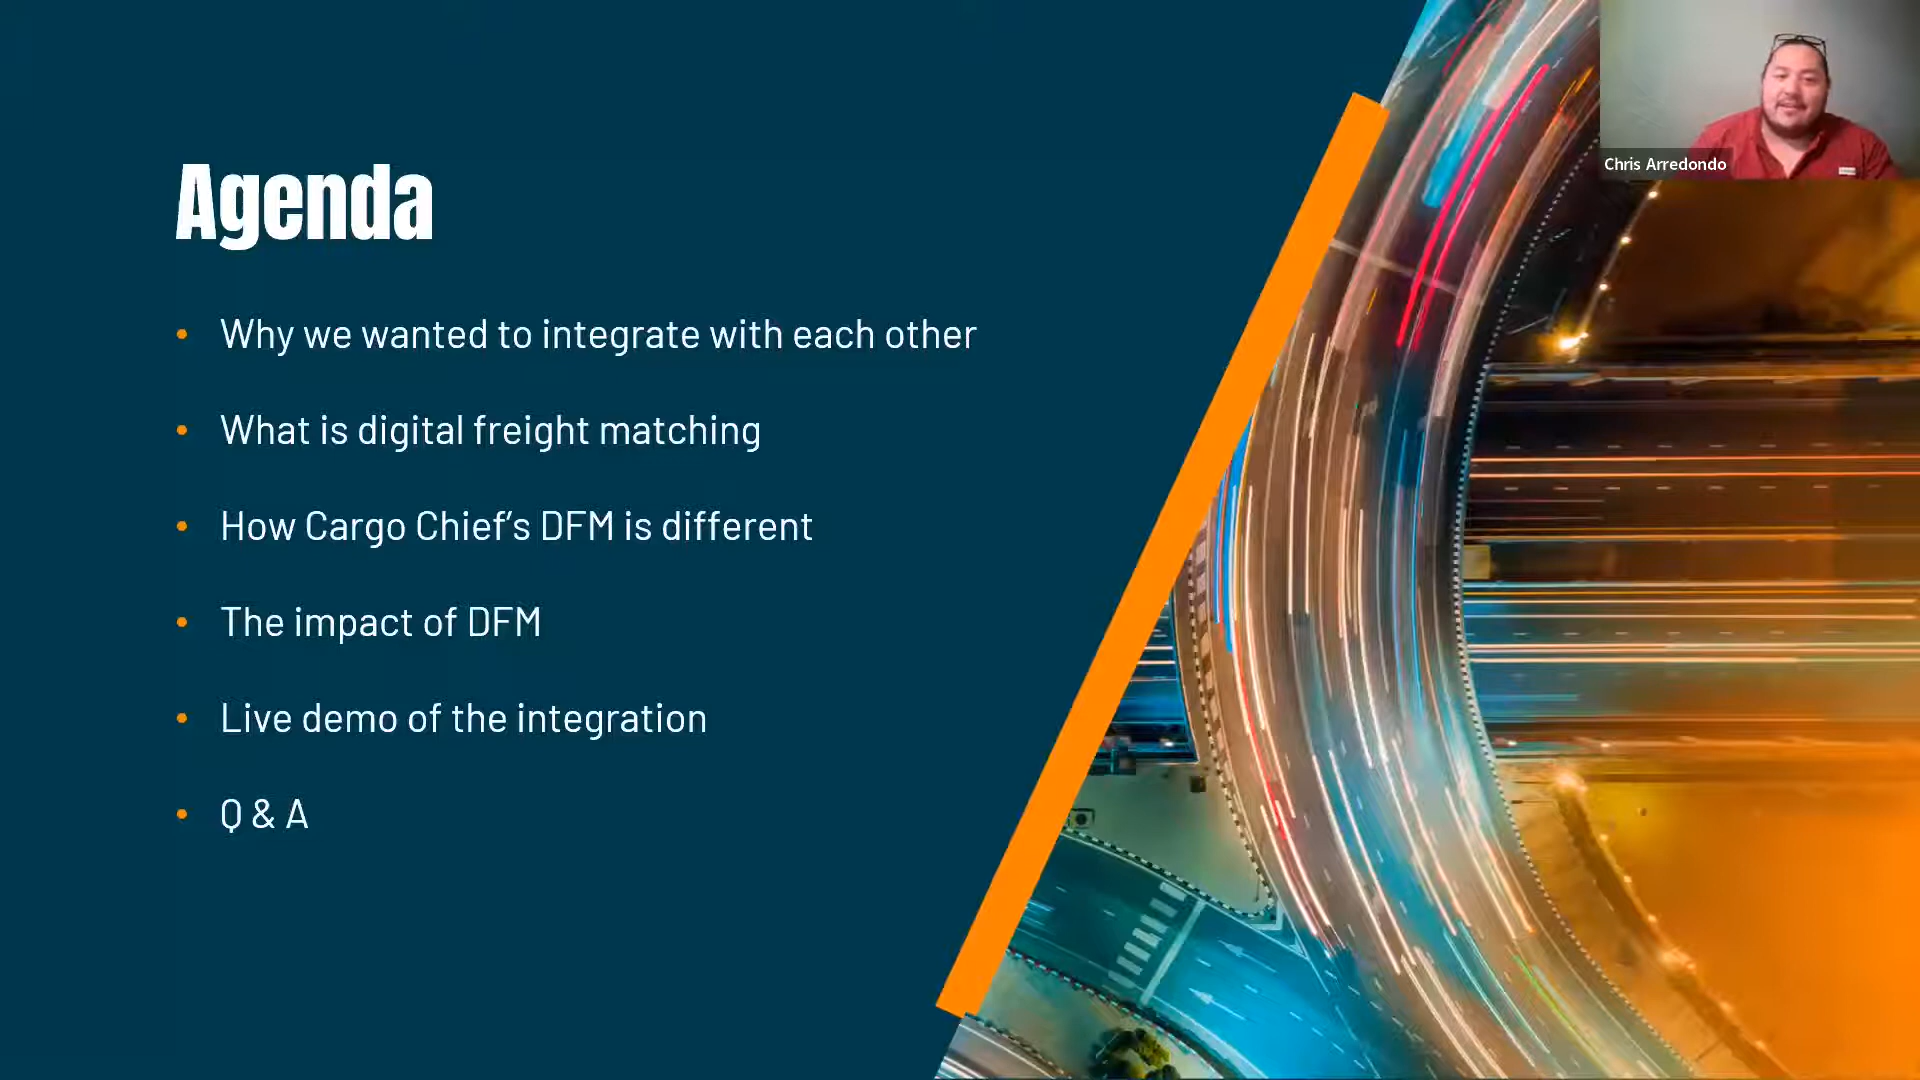 Agenda
• Why we wanted to integrate with each other
• What is digital freight matching
• How Cargo Chief's DFM is different
• The impact of DFM
• Live demo of the integration
• Q & A
Chris Arredondo